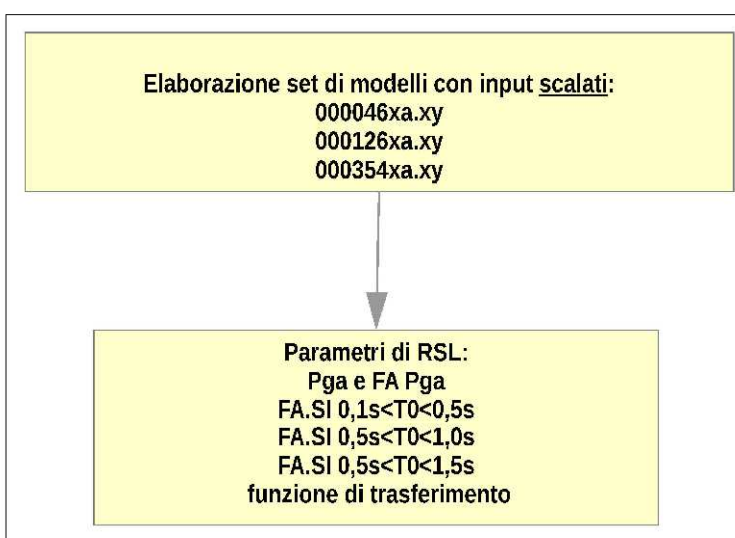 Elaborazione set di modelli con input scalati:
000046xa.xy
000126xa.xy
000354xa.xy
Parametri di RSL:
Pga e FA Pga
FA.SI 0,1s<T0<0,5s
FA.SI 0,5s<T0<1,0s
FA.SI 0,5s<T0<1,5s
funzione di trasferimento